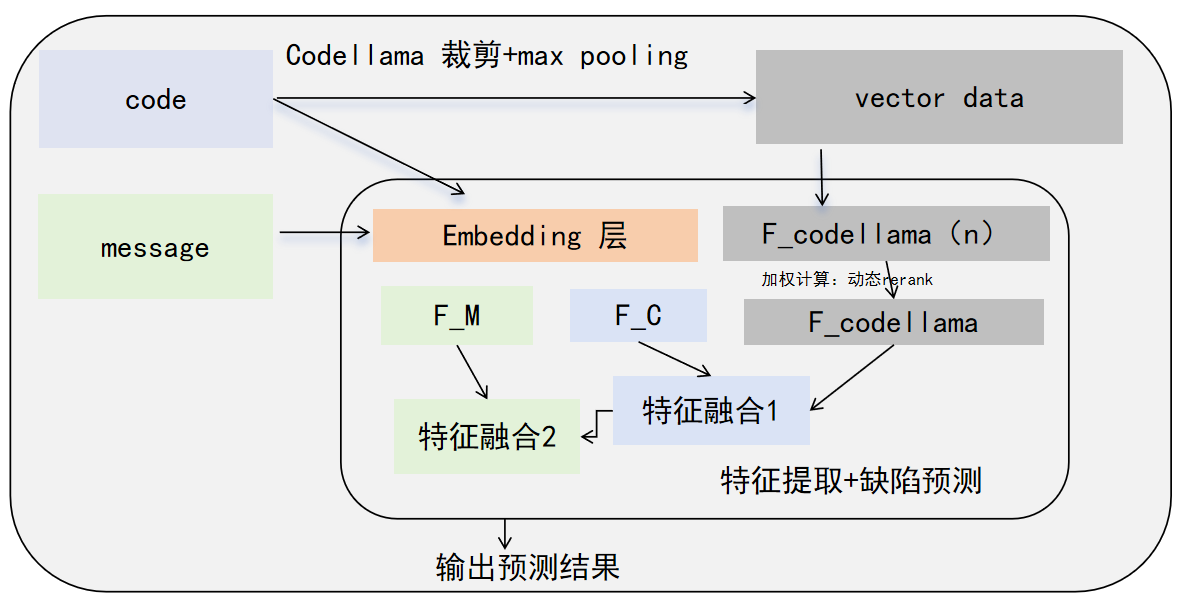 Codellama 裁剪+max pooling
code
vector data
message
Embedding 层
F_codellama（n）
加权计算：动态rerank
F_M
F_C
F_codellama
特征融合1
特征融合2
特征提取+缺陷预测
输出预测结果